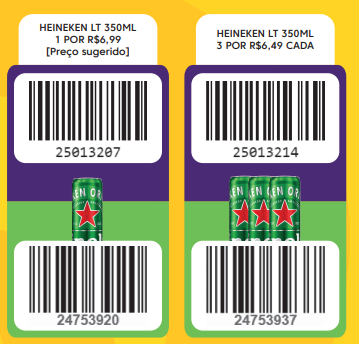 HEINEKEN LT 350ML
1 POR R$6,99
[Preço sugerido]
25013207
24753920
HEINEKEN LT 350ML
3 POR R$6,49 CADA
25013214
24753937